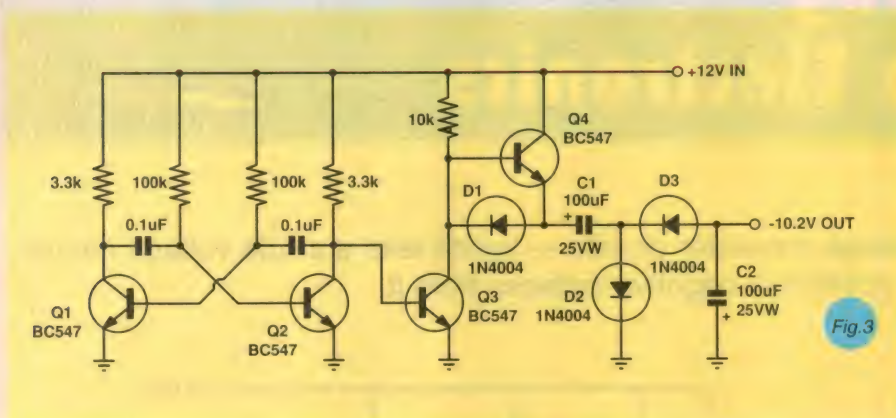 +12V IN
10k
Q4
BC547
3.3k
100k
100k
3.3k
D1
C1
100uF
+
25VW
D3
-10.2V OUT
0.1uF
0.1uF
1N4004
1N4004
C2
100uF
25VW
+
Q1
BC547
Q2
BC547
Q3
BC547
D2
1N4004
Fig.3